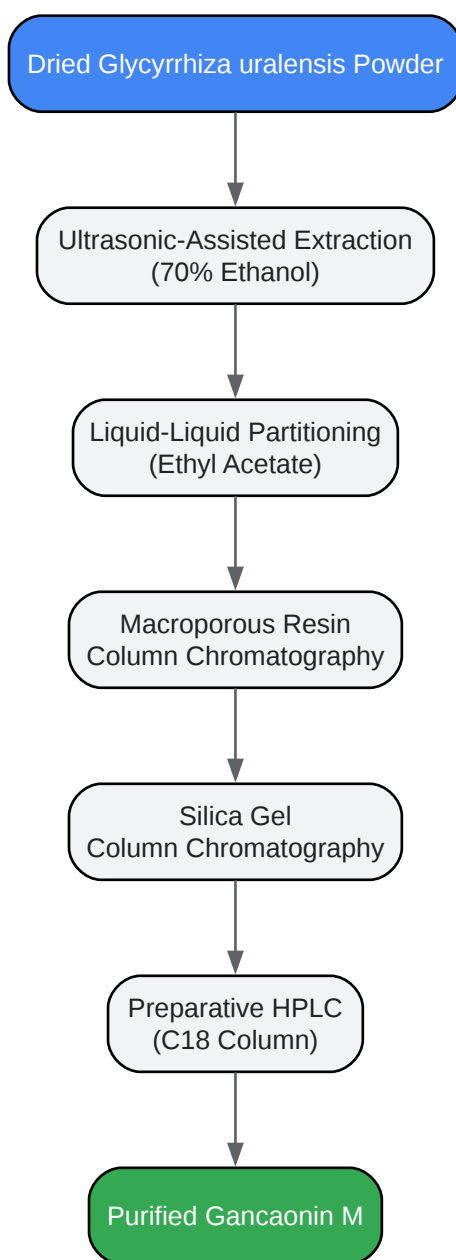 Dried Glycyrrhiza uralensis Powder
Ultrasonic-Assisted Extraction
(70% Ethanol)
Liquid-Liquid Partitioning
(Ethyl Acetate)
Macroporous Resin
Column Chromatography
Silica Gel
Column Chromatography
Preparative HPLC
(C18 Column)
Purified Gancaonin M